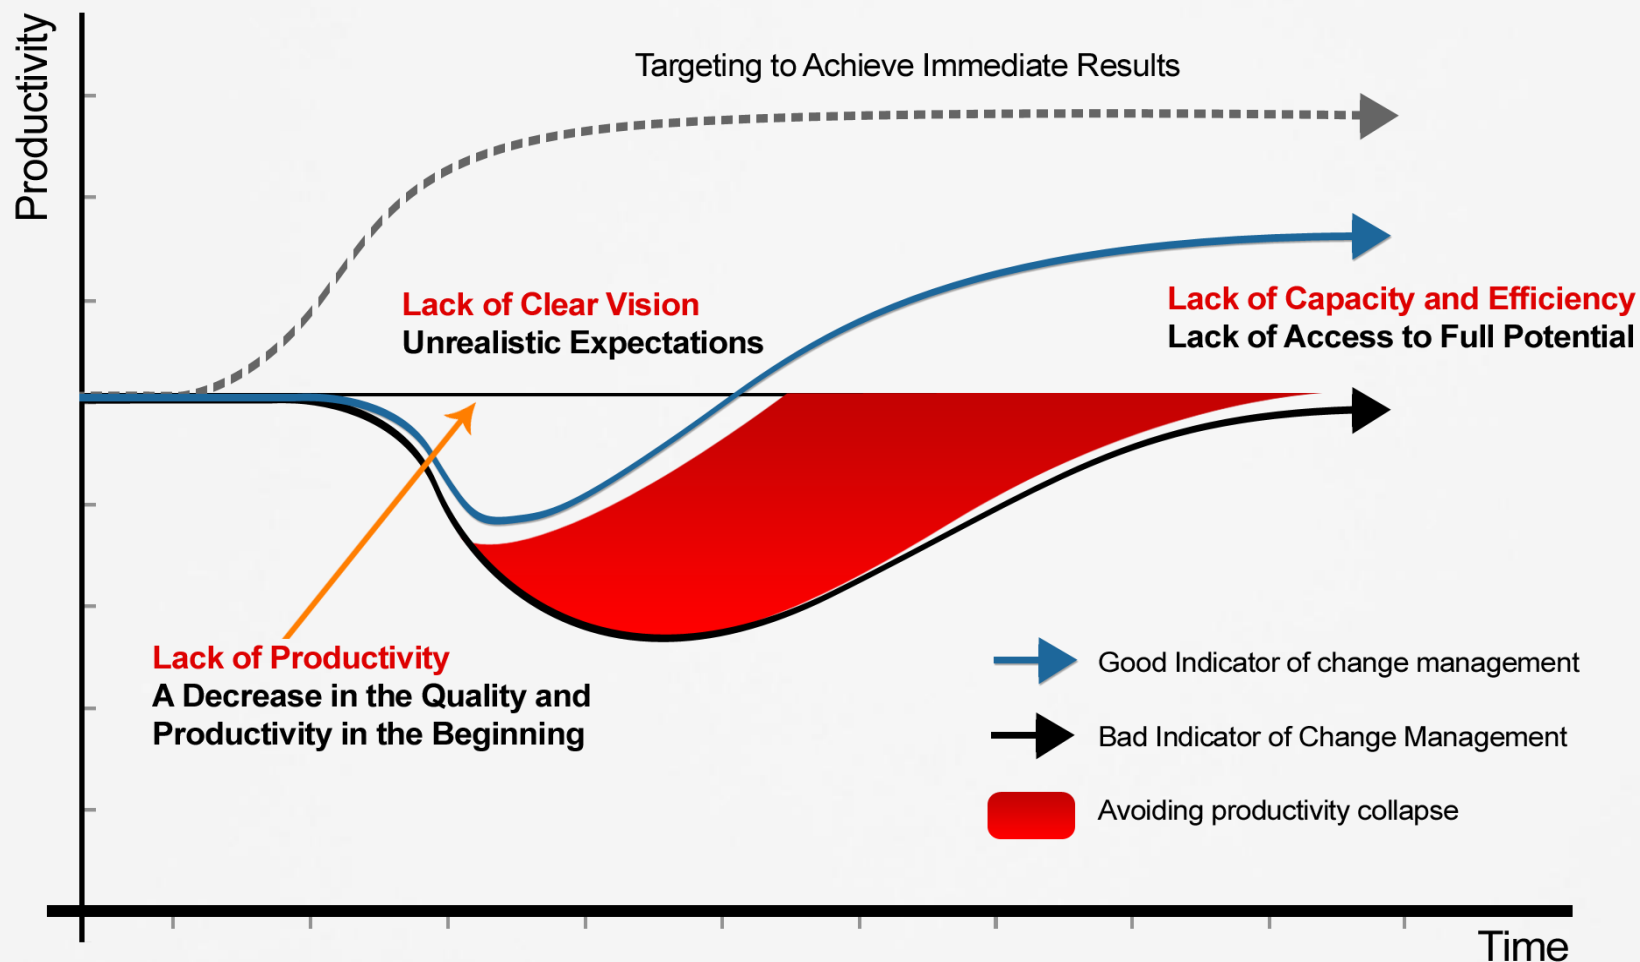 Productivity
Targeting to Achieve Immediate Results
Lack of Clear Vision
Unrealistic Expectations
Lack of Capacity and Efficiency
Lack of Access to Full Potential
Lack of Productivity
A Decrease in the Quality and
Productivity in the Beginning
Good Indicator of change management
Bad Indicator of Change Management
Avoiding productivity collapse
Time